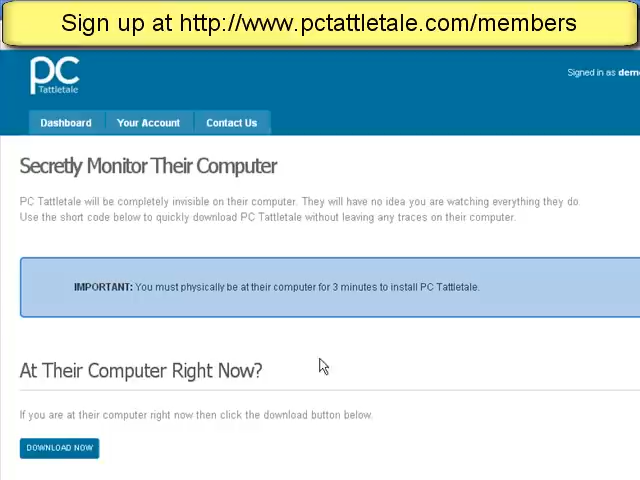 Sign up at http://www.pctattletale.com/members
pc
Tattletale
Signed in as dem
Dashboard Your Account Contact Us
Secretly Monitor Their Computer
PC Tattletale will be completely invisible on their computer. They will have no idea you are watching everything they do.
Use the short code below to quickly download PC Tattletale without leaving any traces on their computer.
IMPORTANT: You must physically be at their computer for 3 minutes to install PC Tattletale.
At Their Computer Right Now?
If you are at their computer right now then click the download button below.
DOWNLOAD NOW